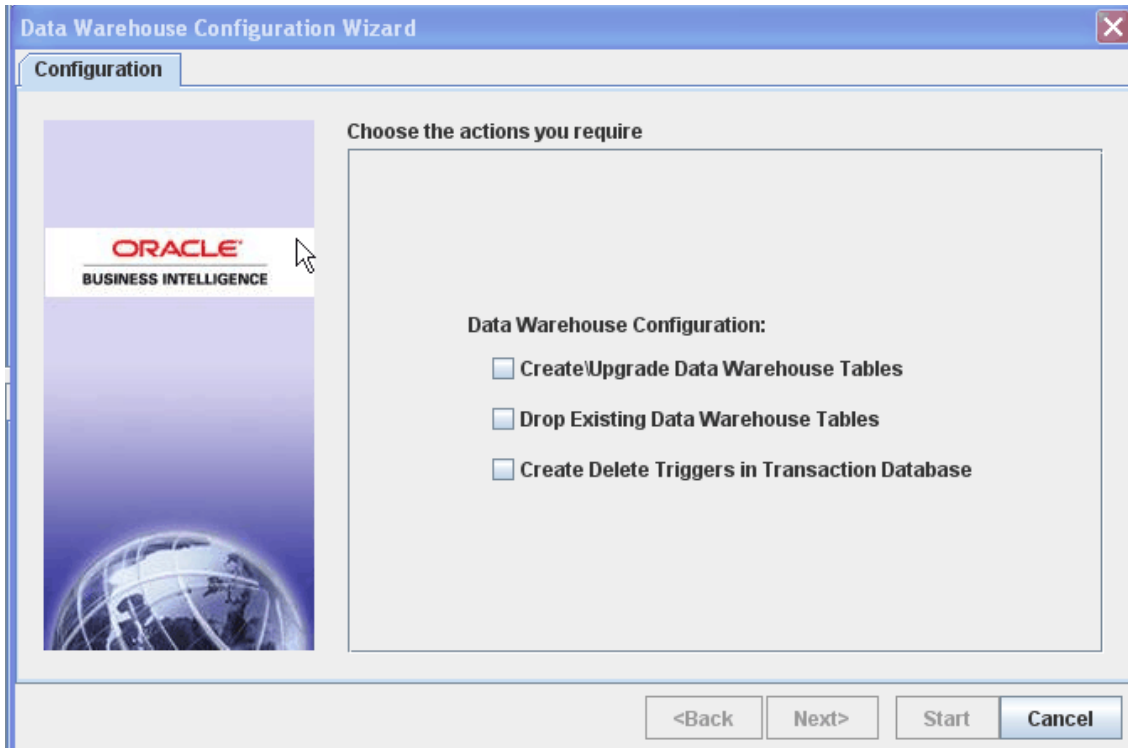 Data Warehouse Configuration Wizard
Configuration
Choose the actions you require
ORACLE
BUSINESS INTELLIGENCE
Data Warehouse Configuration:
Create\Upgrade Data Warehouse Tables
Drop Existing Data Warehouse Tables
Create Delete Triggers in Transaction Database
<Back Next> Start Cancel